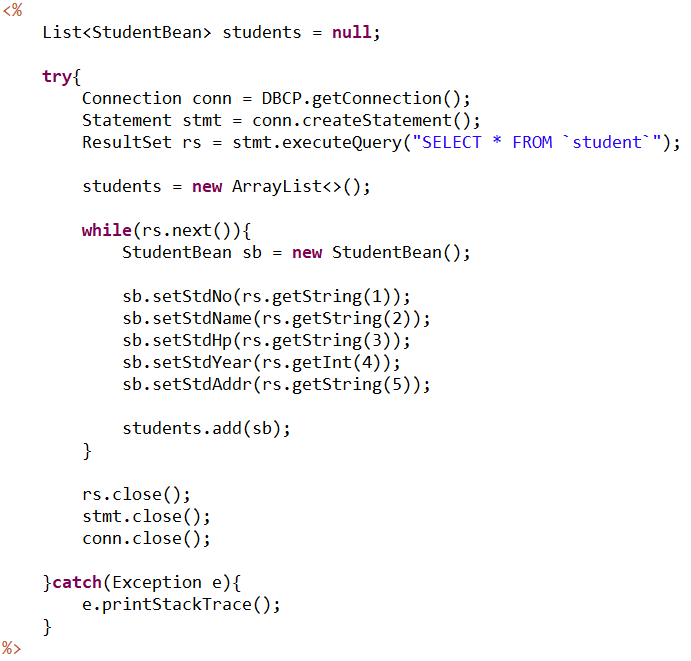 <%
    List<StudentBean> students = null;

    try{
        Connection conn = DBCP.getConnection();
        Statement stmt = conn.createStatement();
        ResultSet rs = stmt.executeQuery("SELECT * FROM `student`");

        students = new ArrayList<>();

        while(rs.next()){
            StudentBean sb = new StudentBean();

            sb.setStdNo(rs.getString(1));
            sb.setStdName(rs.getString(2));
            sb.setStdHp(rs.getString(3));
            sb.setStdYear(rs.getInt(4));
            sb.setStdAddr(rs.getString(5));

            students.add(sb);
        }

        rs.close();
        stmt.close();
        conn.close();

    }catch(Exception e){
        e.printStackTrace();
    }
%>